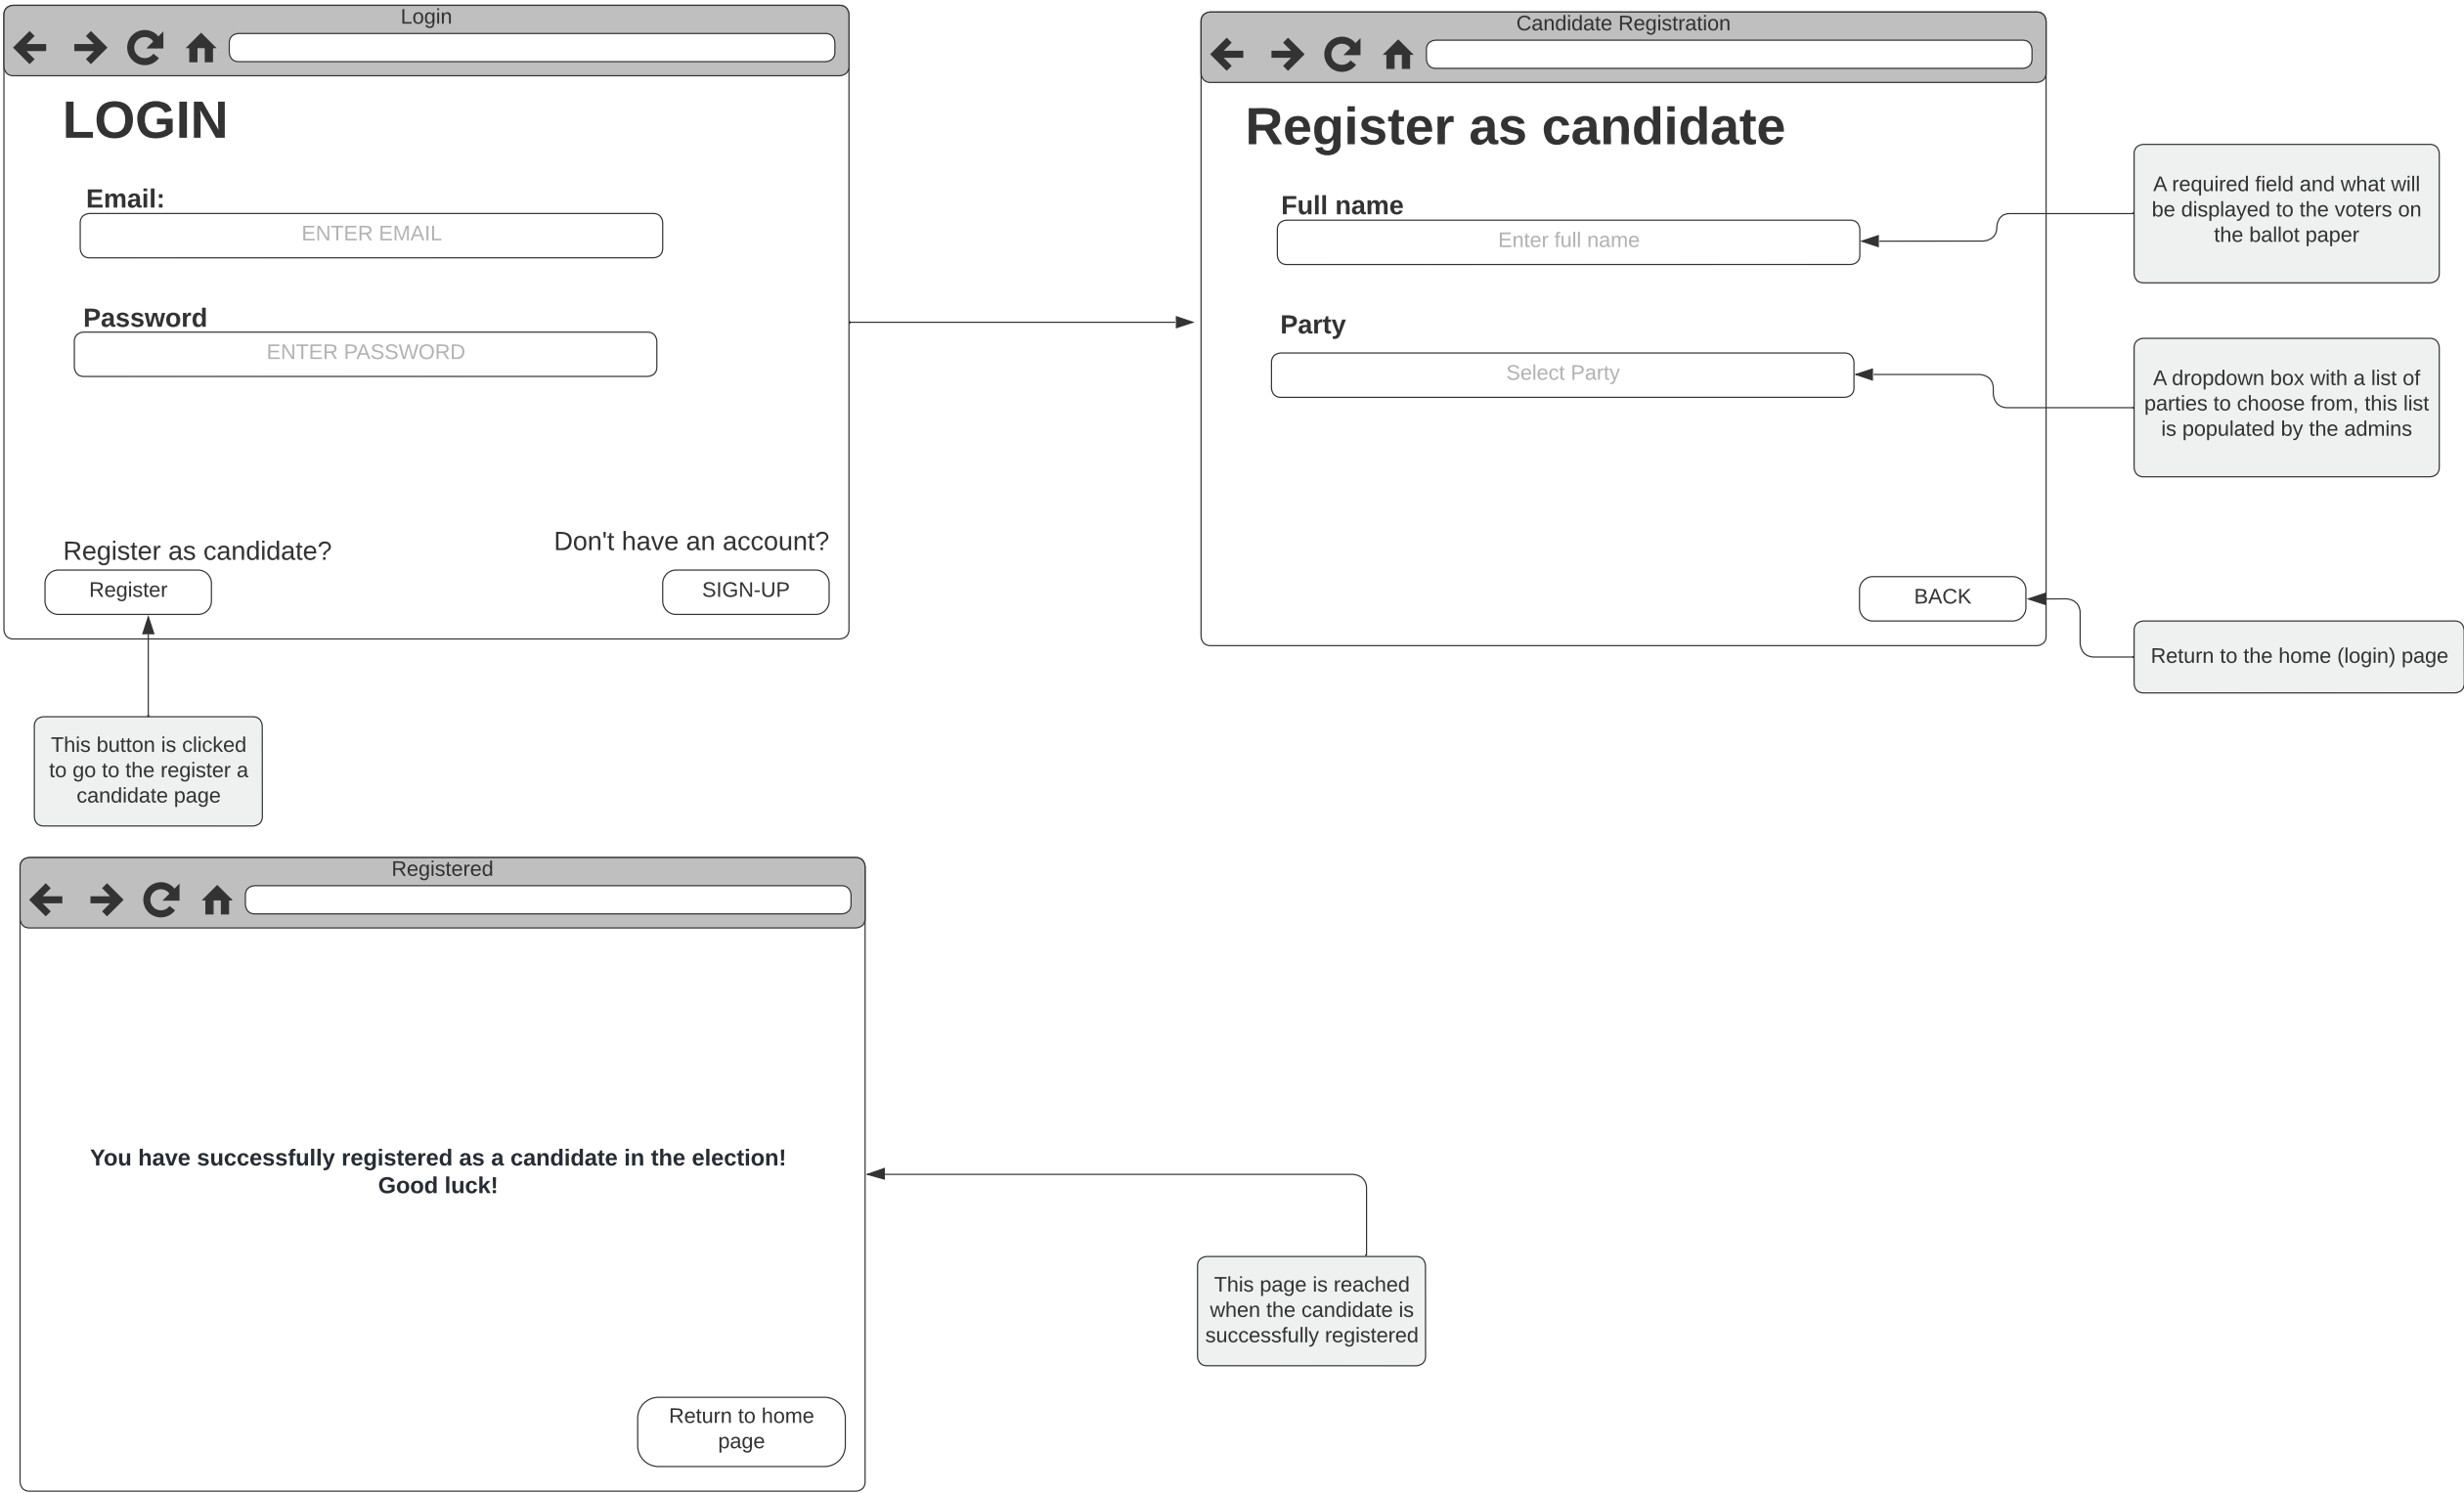 Login
LOGIN
Email:
ENTER EMAIL
Password
ENTER PASSWORD
Register as candidate?
Register
Don't have an account?
SIGN-UP
This button is clicked
to go to the register a
candidate page
Candidate Registration
Register as candidate
Full name
Enter full name
Party
Select Party
BACK
A required field and what will
be displayed to the voters on
the ballot paper
A dropdown box with a list of
parties to choose from, this list
is populated by the admins
Return to the home (login) page
Registered
You have successfully registered as a candidate in the election!
Good luck!
Return to home
page
This page is reached
when the candidate is
successfully registered